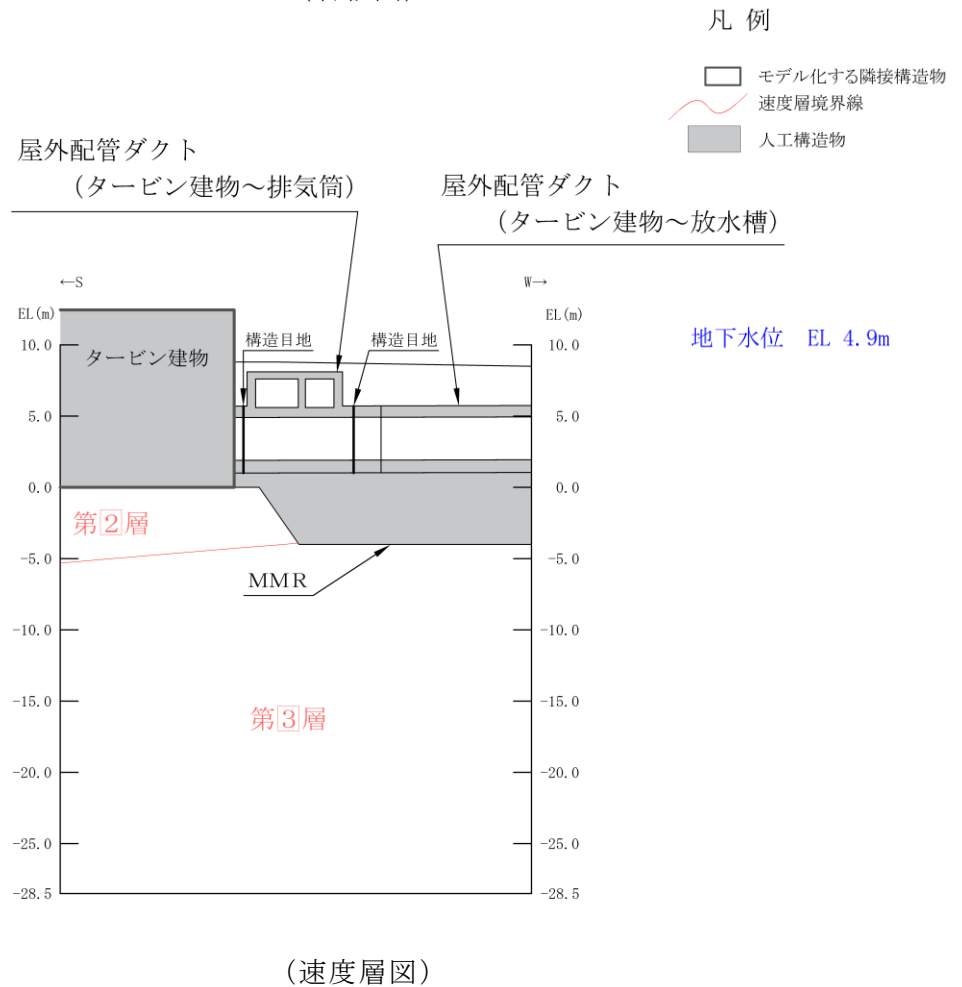 凡 例
モデル化する隣接構造物
速度層境界線
人工構造物
屋外配管ダクト
（タービン建物～排気筒）
屋外配管ダクト
（タービン建物～放水槽）
←S
W→
EL(m)
EL(m)
地下水位 EL 4.9m
構造目地
構造目地
タービン建物
10.0
10.0
5.0
5.0
0.0
0.0
第2層
-5.0
-5.0
MMR
-10.0
-10.0
-15.0
-15.0
第3層
-20.0
-20.0
-25.0
-25.0
-28.5
-28.5
（速度層図）